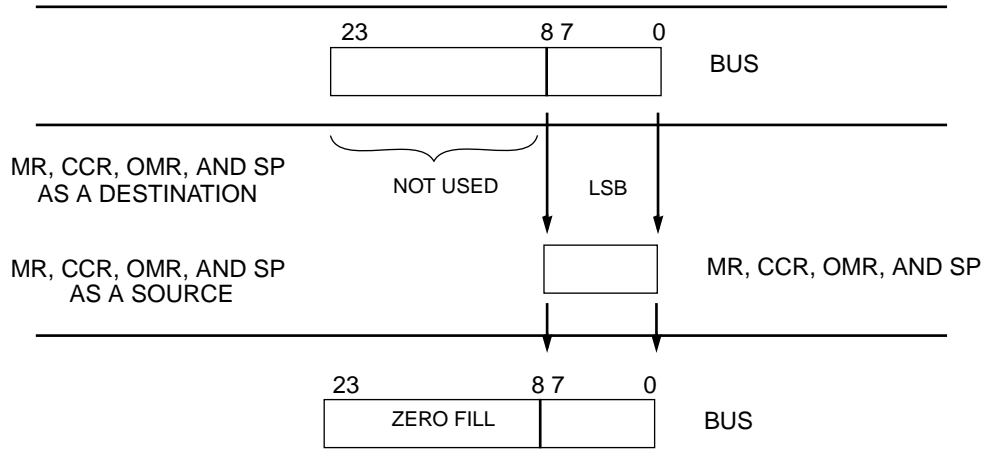 23 8 7 0
BUS
MR, CCR, OMR, AND SP
AS A DESTINATION
NOT USED
LSB
MR, CCR, OMR, AND SP
AS A SOURCE
MR, CCR, OMR, AND SP
23 8 7 0
ZERO FILL
BUS